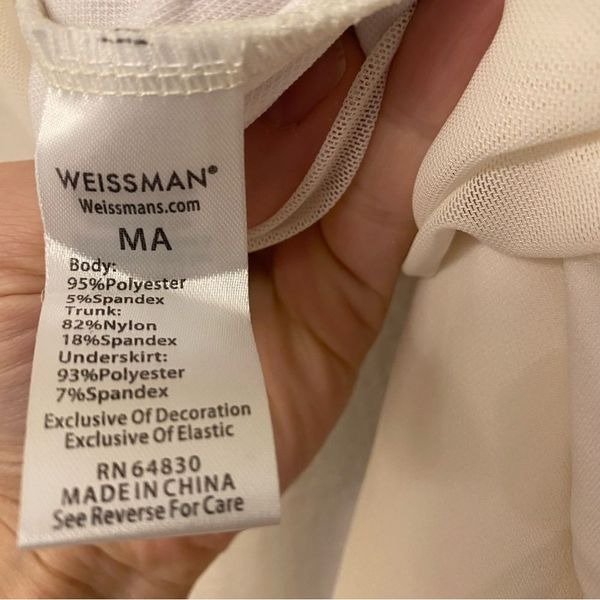 WEISSMAN®
Weissmans.com
MA
Body:
95%Polyester
5%Spandex
Trunk:
82%Nylon
18%Spandex
Underskirt:
93%Polyester
7%Spandex
Exclusive Of Decoration
Exclusive Of Elastic
RN 64830
MADE IN CHINA
See Reverse For Care